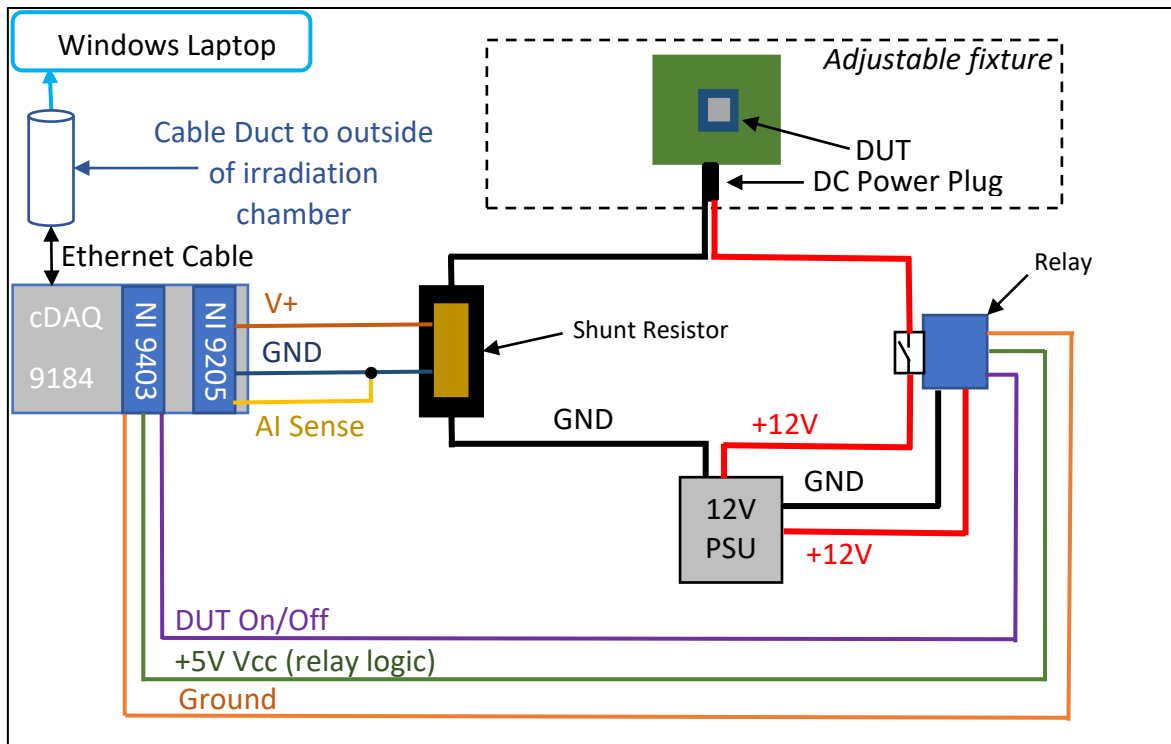 Windows Laptop
Adjustable fixture
Cable Duct to outside
of irradiation
chamber
DUT
DC Power Plug
Ethernet Cable
Relay
cDAQ
9184
NI 9403
NI 9205
V+
GND
AI Sense
Shunt Resistor
GND
+12V
GND
12V
PSU
+12V
DUT On/Off
+5V Vcc (relay logic)
Ground